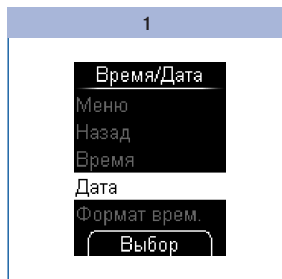 1
Время/Дата
Меню
Назад
Время
Дата
Формат врем.
Выбор